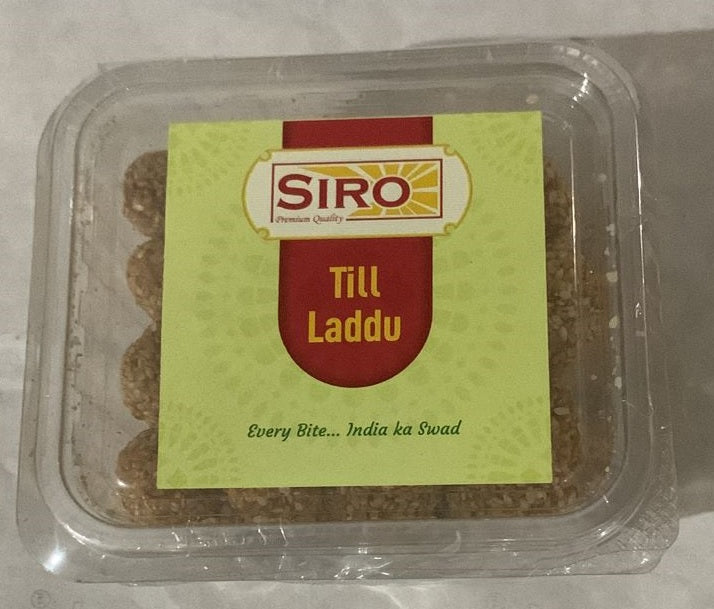 SIRO
Premium Quality
Till
Laddu
Every Bite... India ka Swad